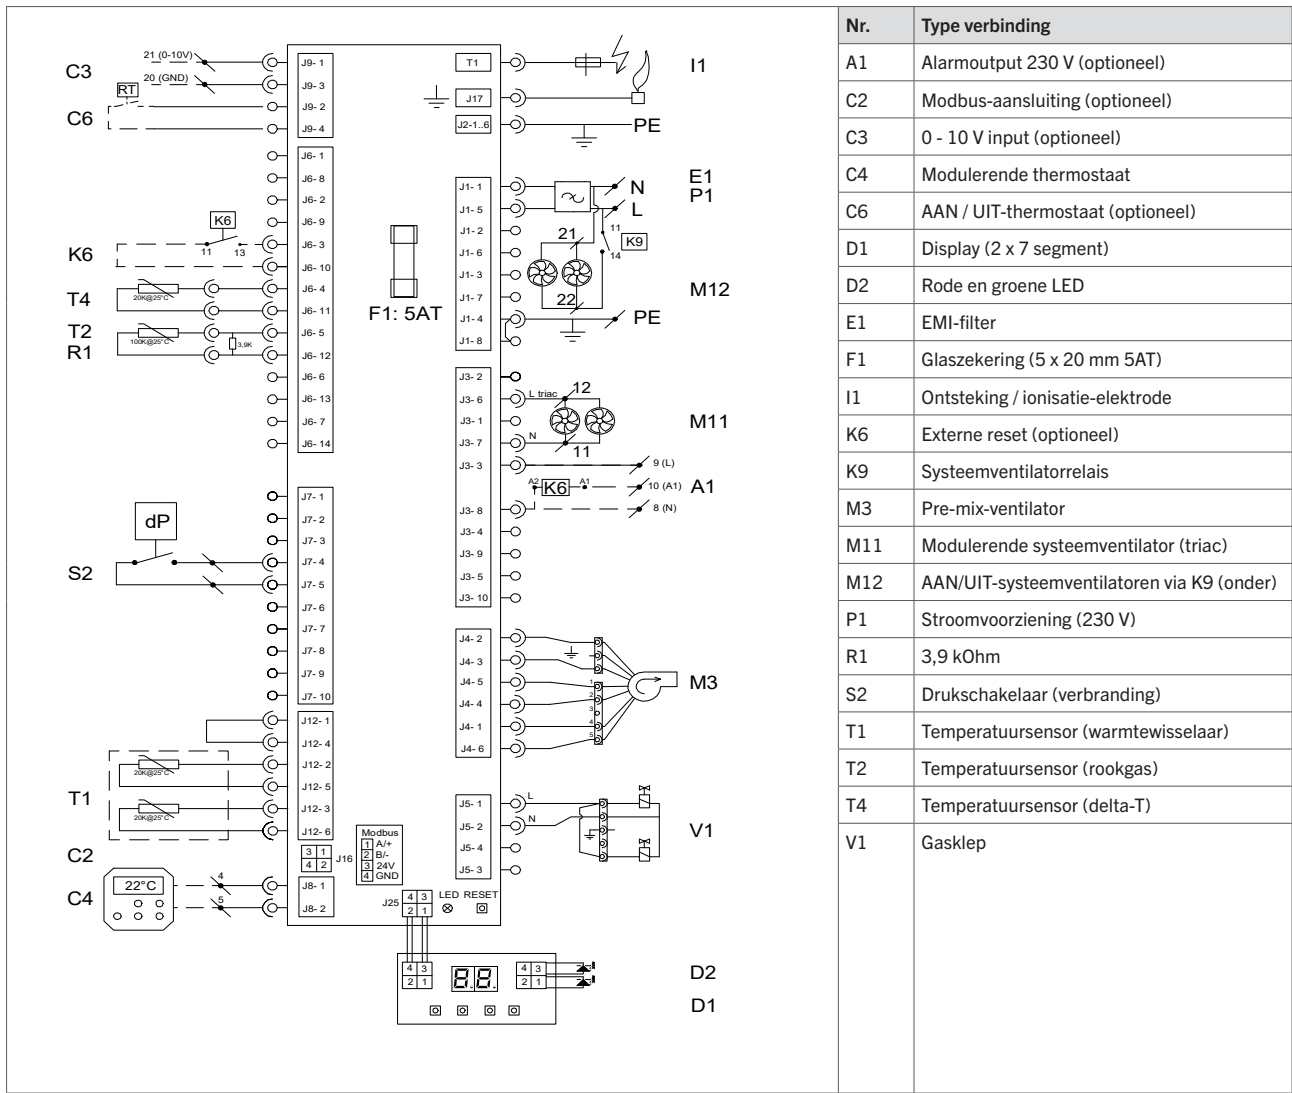 C3
21 (0-10V)
20 (GND)
RT
C6
J9- 1
J9- 3
J9- 2
J9- 4
J6- 1
J6- 8
J6- 2
J6- 9
J6- 3
J6- 10
J6- 4
J6- 11
J6- 5
J6- 12
J6- 6
J6- 13
J6- 7
J6- 14
K6
K6
11
13
T4
20K@25°C
T2
R1
100K@25°C
3,9K
J7- 1
J7- 2
J7- 3
J7- 4
J7- 5
J7- 6
J7- 7
J7- 8
J7- 9
J7- 10
dP
S2
J12- 1
J12- 4
J12- 2
J12- 5
J12- 3
J12- 6
T1
20K@25°C
20K@25°C
C2
C4
22°C
4
5
J8- 1
J8- 2
3 1
4 2
J16
Modbus
1 A/+
2 B/-
3 24V
4 GND
J25
4 3
2 1
LED RESET
F1: 5AT
T1
J17
J2-1..6
I1
PE
J1- 1
J1- 5
J1- 2
J1- 6
J1- 3
J1- 7
J1- 4
J1- 8
E1
P1
N
L
21
22
11
14
K9
M12
PE
J3- 2
J3- 6
J3- 1
J3- 7
J3- 3
J3- 8
J3- 4
J3- 9
J3- 5
J3- 10
L triac
12
N
11
M11
9 (L)
A2
K6
A1
10 (A1)
8 (N)
A1
J4- 2
J4- 3
J4- 5
J4- 4
J4- 1
J4- 6
1
2
3
4
5
M3
J5- 1
J5- 2
J5- 4
J5- 3
L
N
V1
4 3
2 1
8.8.
4 3
2 1
D2
D1
Nr. Type verbinding
A1 Alarmoutput 230 V (optioneel)
C2 Modbus-aansluiting (optioneel)
C3 0 - 10 V input (optioneel)
C4 Modulerende thermostaat
C6 AAN / UIT-thermostaat (optioneel)
D1 Display (2 x 7 segment)
D2 Rode en groene LED
E1 EMI-filter
F1 Glaszekering (5 x 20 mm 5AT)
I1 Ontsteking / ionisatie-elektrode
K6 Externe reset (optioneel)
K9 Systeemventilatorrelais
M3 Pre-mix-ventilator
M11 Modulerende systeemventilator (triac)
M12 AAN/UIT-systeemventilatoren via K9 (onder)
P1 Stroomvoorziening (230 V)
R1 3,9 kOhm
S2 Drukschakelaar (verbranding)
T1 Temperatuursensor (warmtewisselaar)
T2 Temperatuursensor (rookgas)
T4 Temperatuursensor (delta-T)
V1 Gasklep